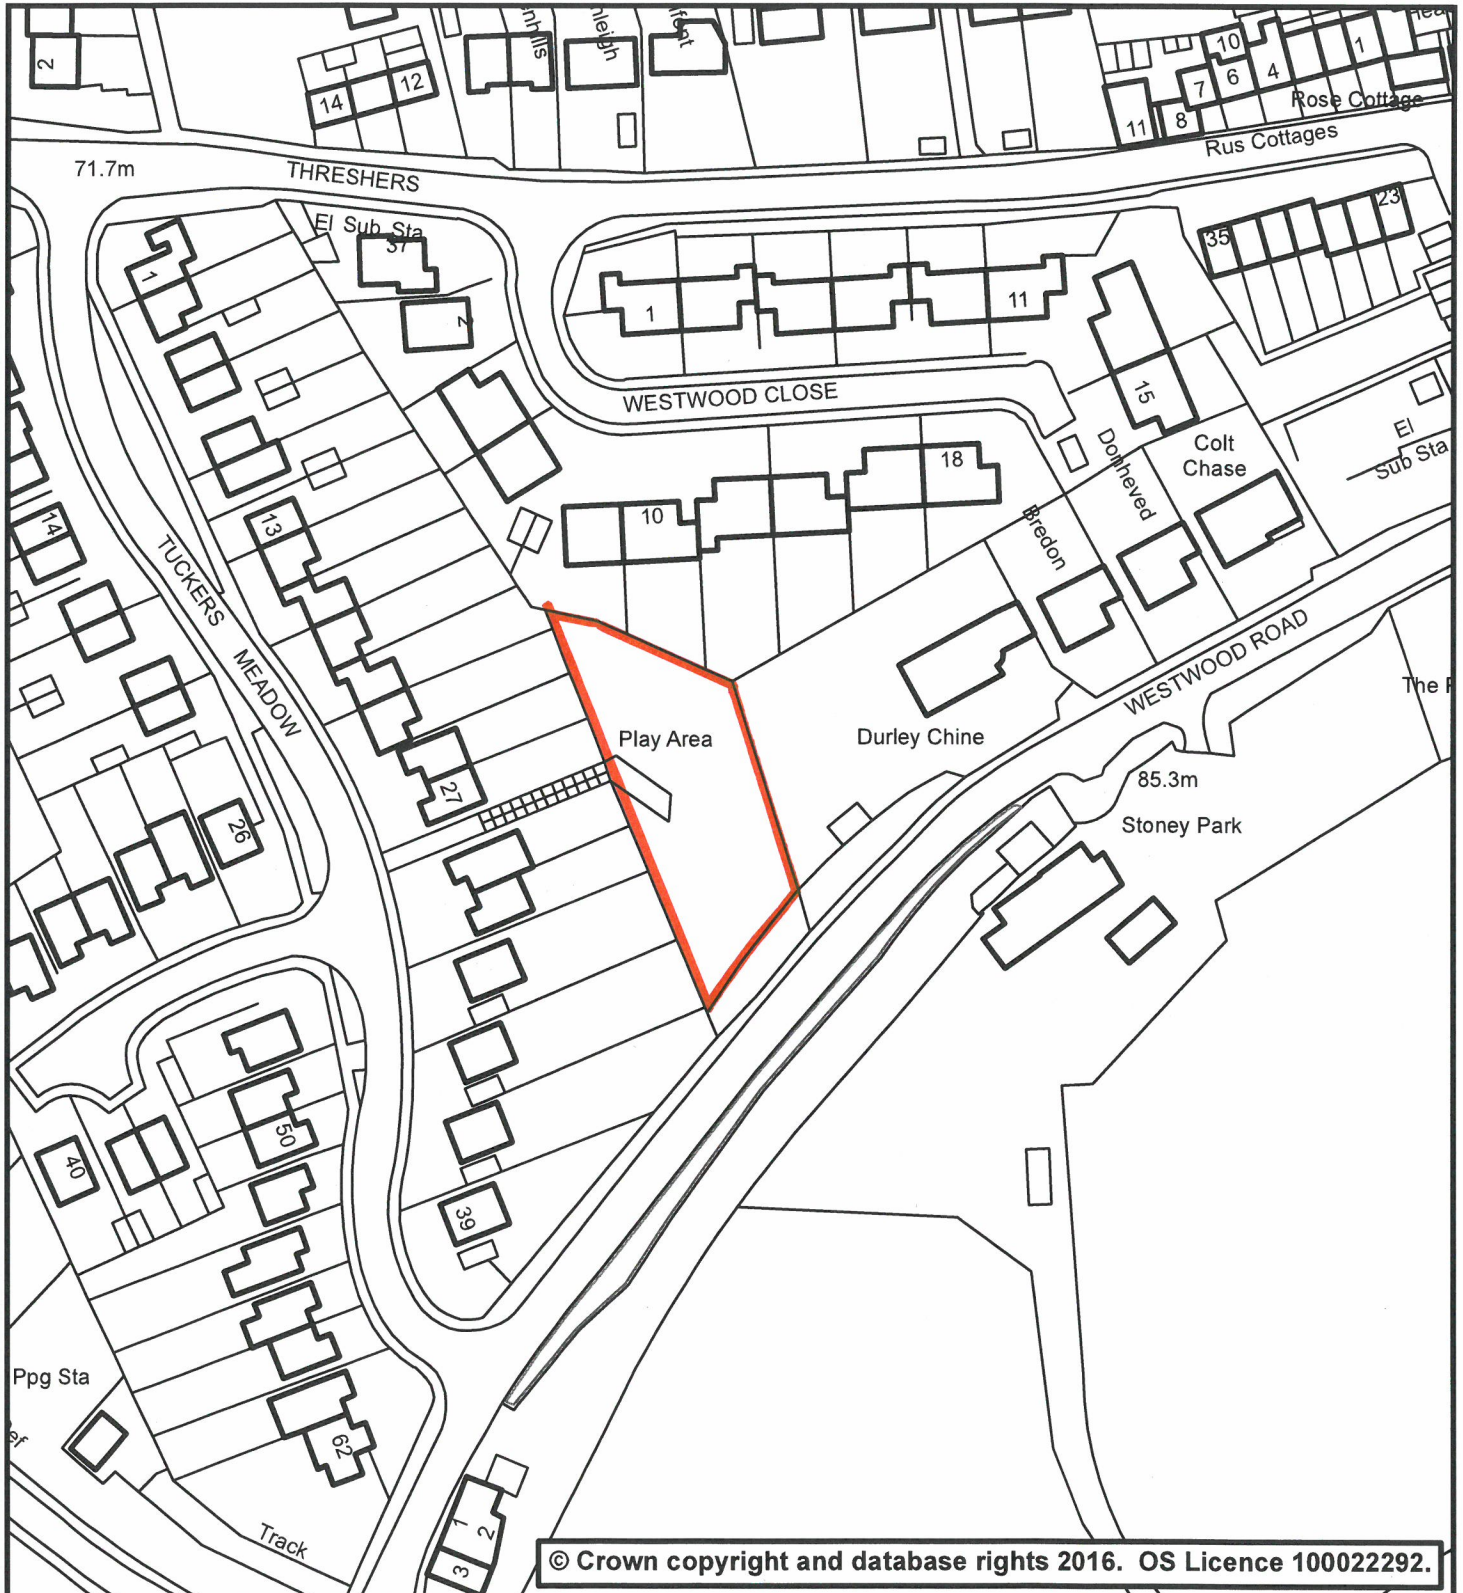 2
14
12
10
1
7
6
4
11
8
Rose Cottage
Rus Cottages
71.7m
THRESHERS
El Sub Sta
37
2
1
1
11
35
23
15
WESTWOOD CLOSE
Colt
Chase
Donheved
El
Sub Sta
18
10
Bredon
14
13
TUCKERS
MEADOW
WESTWOOD ROAD
Play Area
Durley Chine
27
26
85.3m
Stoney Park
50
40
39
Ppg Sta
62
Track
1
2
3
© Crown copyright and database rights 2016. OS Licence 100022292.